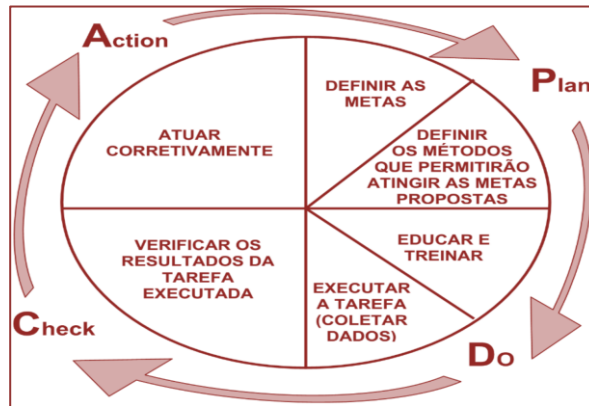 Action
Plan
DEFINIR AS
METAS
ATUAR
CORRETIVAMENTE
DEFINIR
OS MÉTODOS
QUE PERMITIRÃO
ATINGIR AS METAS
PROPOSTAS
VERIFICAR OS
RESULTADOS DA
TAREFA
EXECUTADA
EDUCAR E
TREINAR
EXECUTAR
A TAREFA
(COLETAR
DADOS)
Check
Do